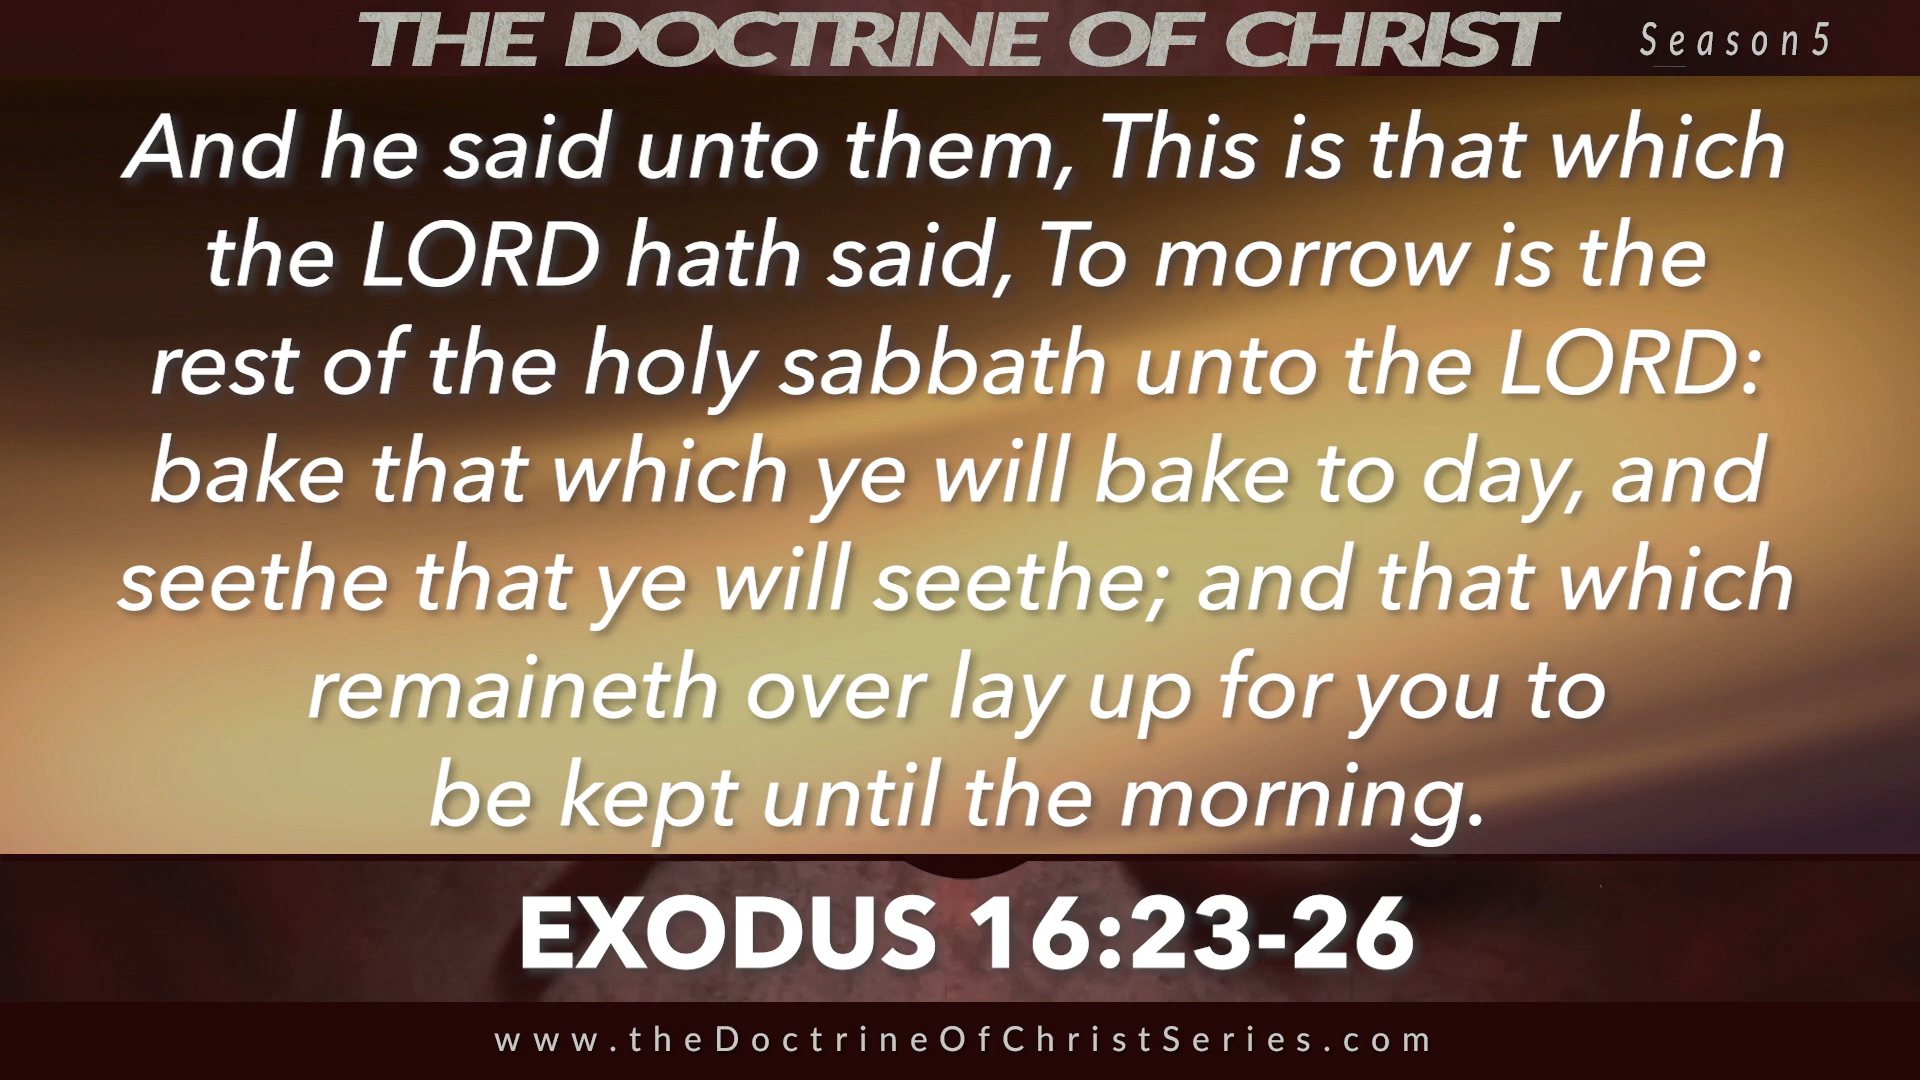 THE DOCTRINE OF CHRIST Season5
And he said unto them, This is that which
the LORD hath said, To morrow is the
rest of the holy sabbath unto the LORD:
bake that which ye will bake to day, and
seethe that ye will seethe; and that which
remaineth over lay up for you to
be kept until the morning.
EXODUS 16:23-26
www.theDoctrineOfChristSeries.com